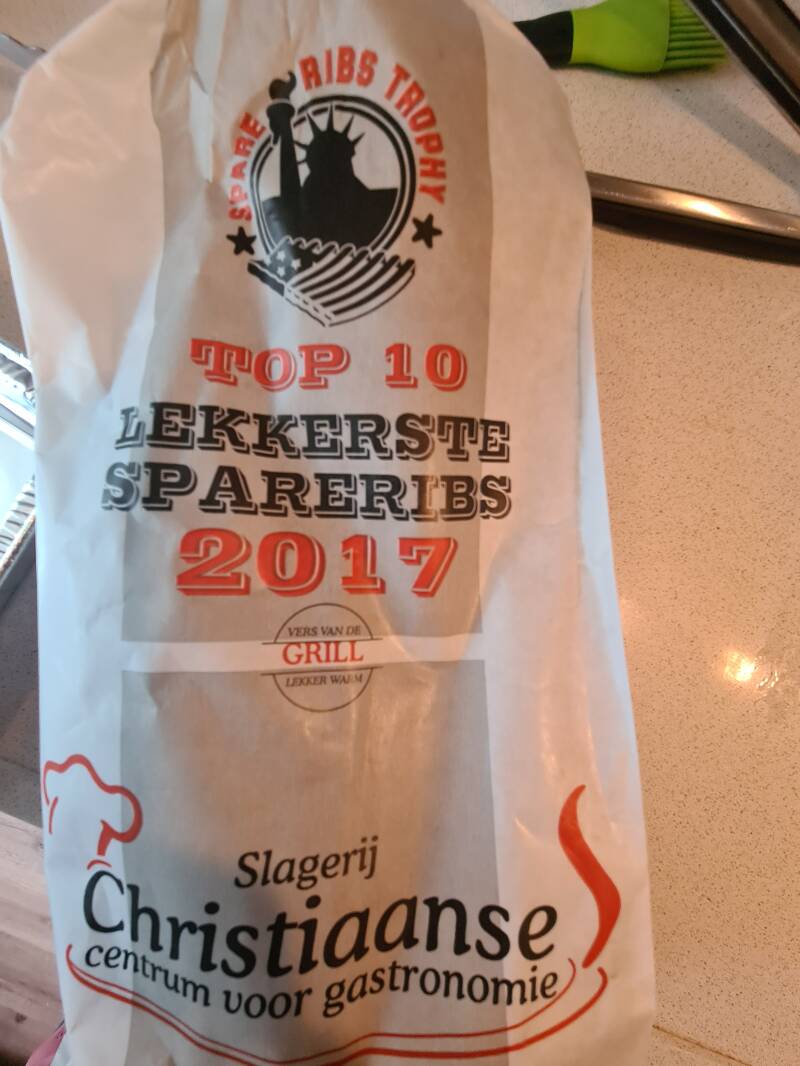 SPARE RIBS TROPHY
TOP 10
LEKKERSTE
SPARERIBS
2017
VERS VAN DE
GRILL
LEKKER WARM
Slagerij
Christiaanse
centrum voor gastronomie